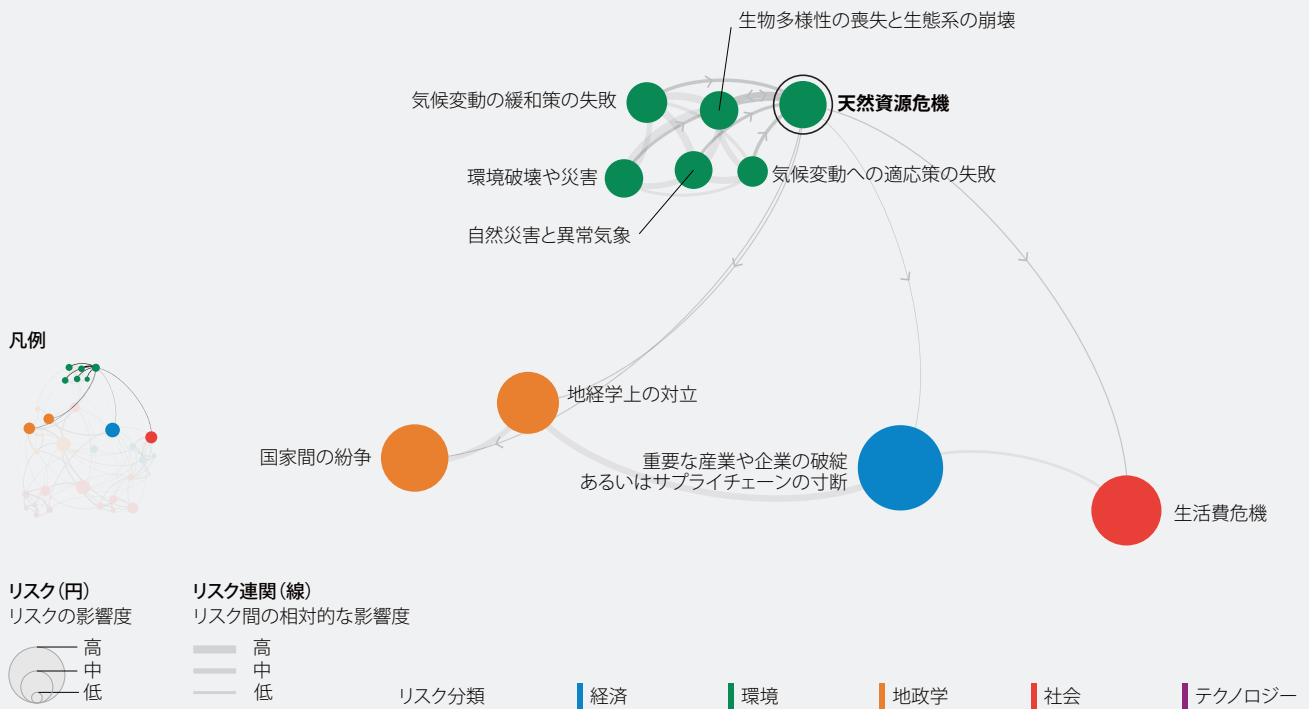 生物多様性の喪失と生態系の崩壊
気候変動の緩和策の失敗
天然資源危機
環境破壊や災害
気候変動への適応策の失敗
自然災害と異常気象
凡例
地経学上の対立
国家間の紛争
重要な産業や企業の破綻
あるいはサプライチェーンの寸断
生活費危機
リスク(円)
リスクの影響度
高
中
低
リスク連関(線)
リスク間の相対的な影響度
高
中
低
リスク分類
経済
環境
地政学
社会
テクノロジー